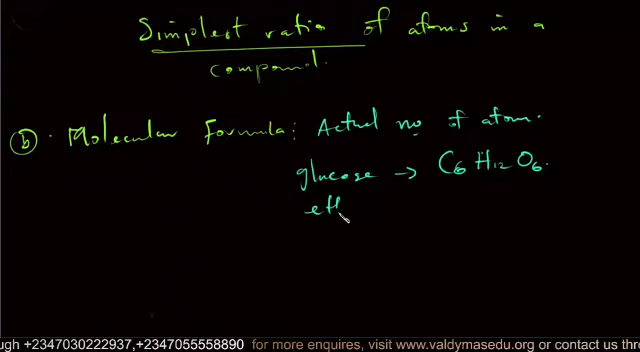 Simplest ratio of atoms in a
compound.
(b) . Molecular Formula: Actual no of atom.
glucose → C6 H12 O6.
eth
ugh +2347030222937,+2347055558890 for more enquires, visit www.valdymasedu.org or contact us thr